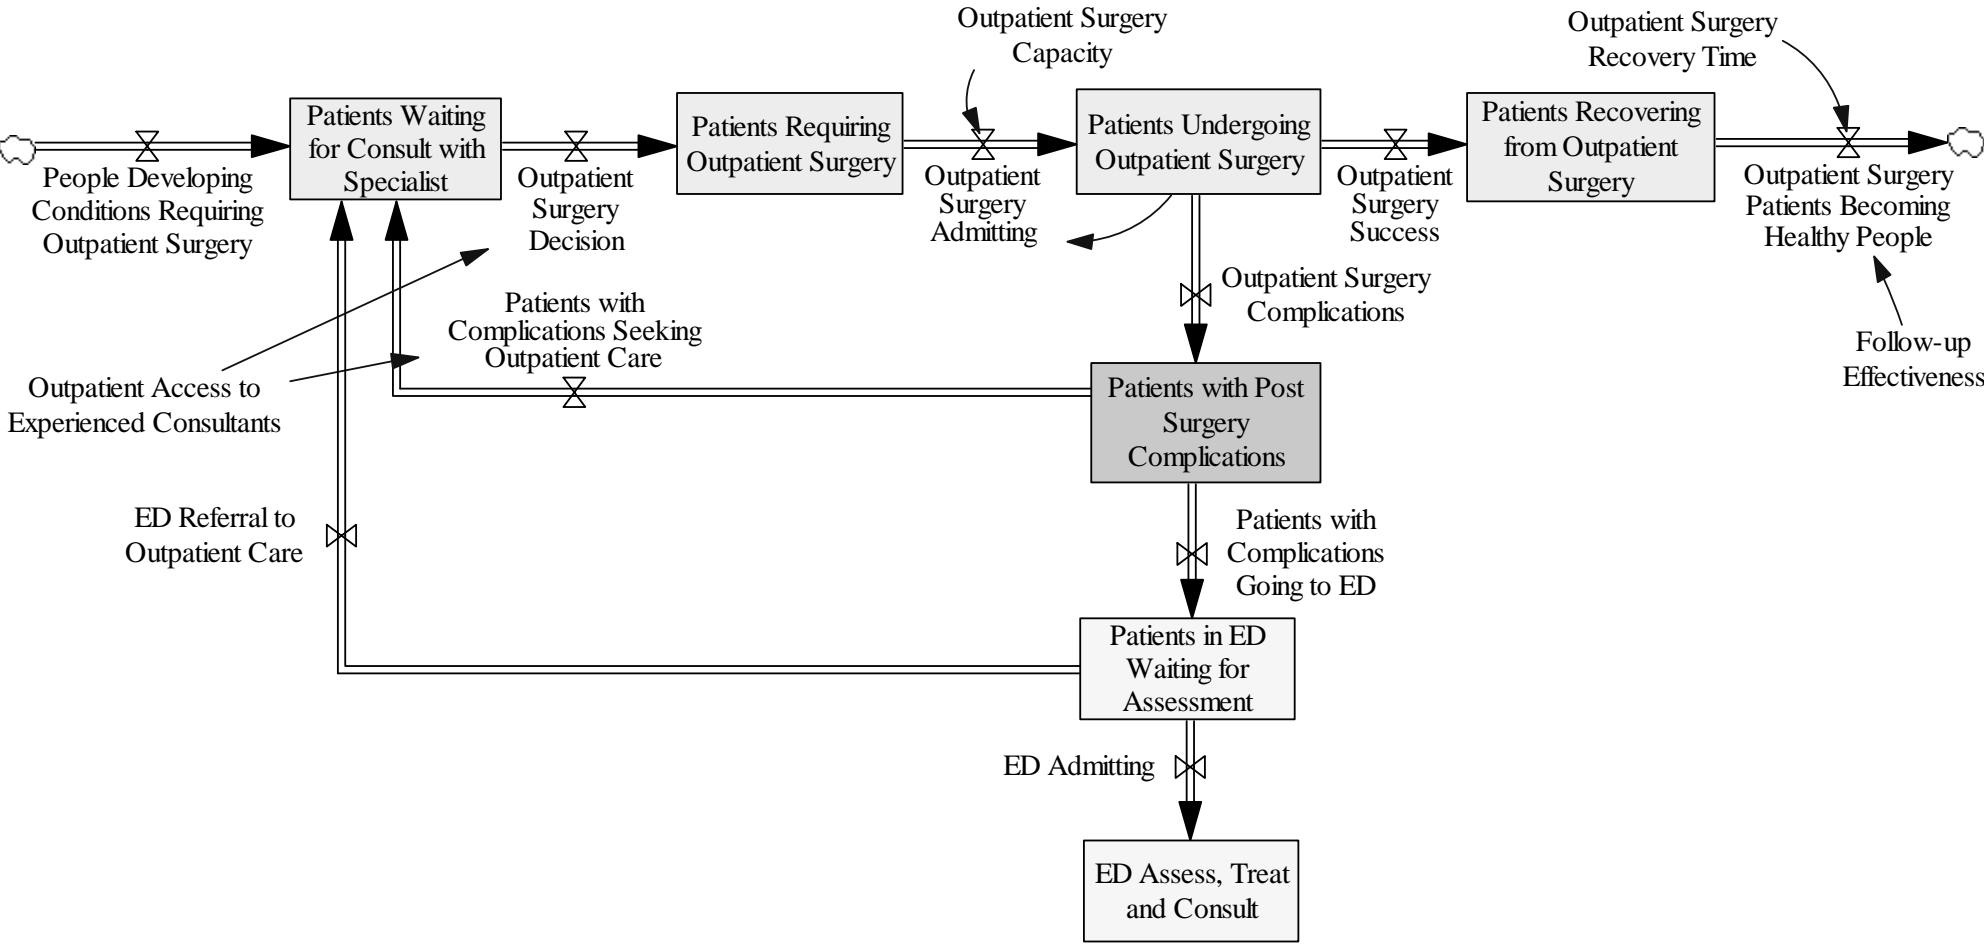 Outpatient Surgery
Capacity
Outpatient Surgery
Recovery Time
Patients Waiting
for Consult with
Specialist
Patients Requiring
Outpatient Surgery
Patients Undergoing
Outpatient Surgery
Patients Recovering
from Outpatient
Surgery
People Developing
Conditions Requiring
Outpatient Surgery
Outpatient
Surgery
Decision
Outpatient
Surgery
Admitting
Outpatient
Surgery
Success
Outpatient Surgery
Patients Becoming
Healthy People
Outpatient Surgery
Complications
Patients with
Complications Seeking
Outpatient Care
Follow-up
Effectiveness
Outpatient Access to
Experienced Consultants
Patients with Post
Surgery
Complications
ED Referral to
Outpatient Care
Patients with
Complications
Going to ED
Patients in ED
Waiting for
Assessment
ED Admitting
ED Assess, Treat
and Consult